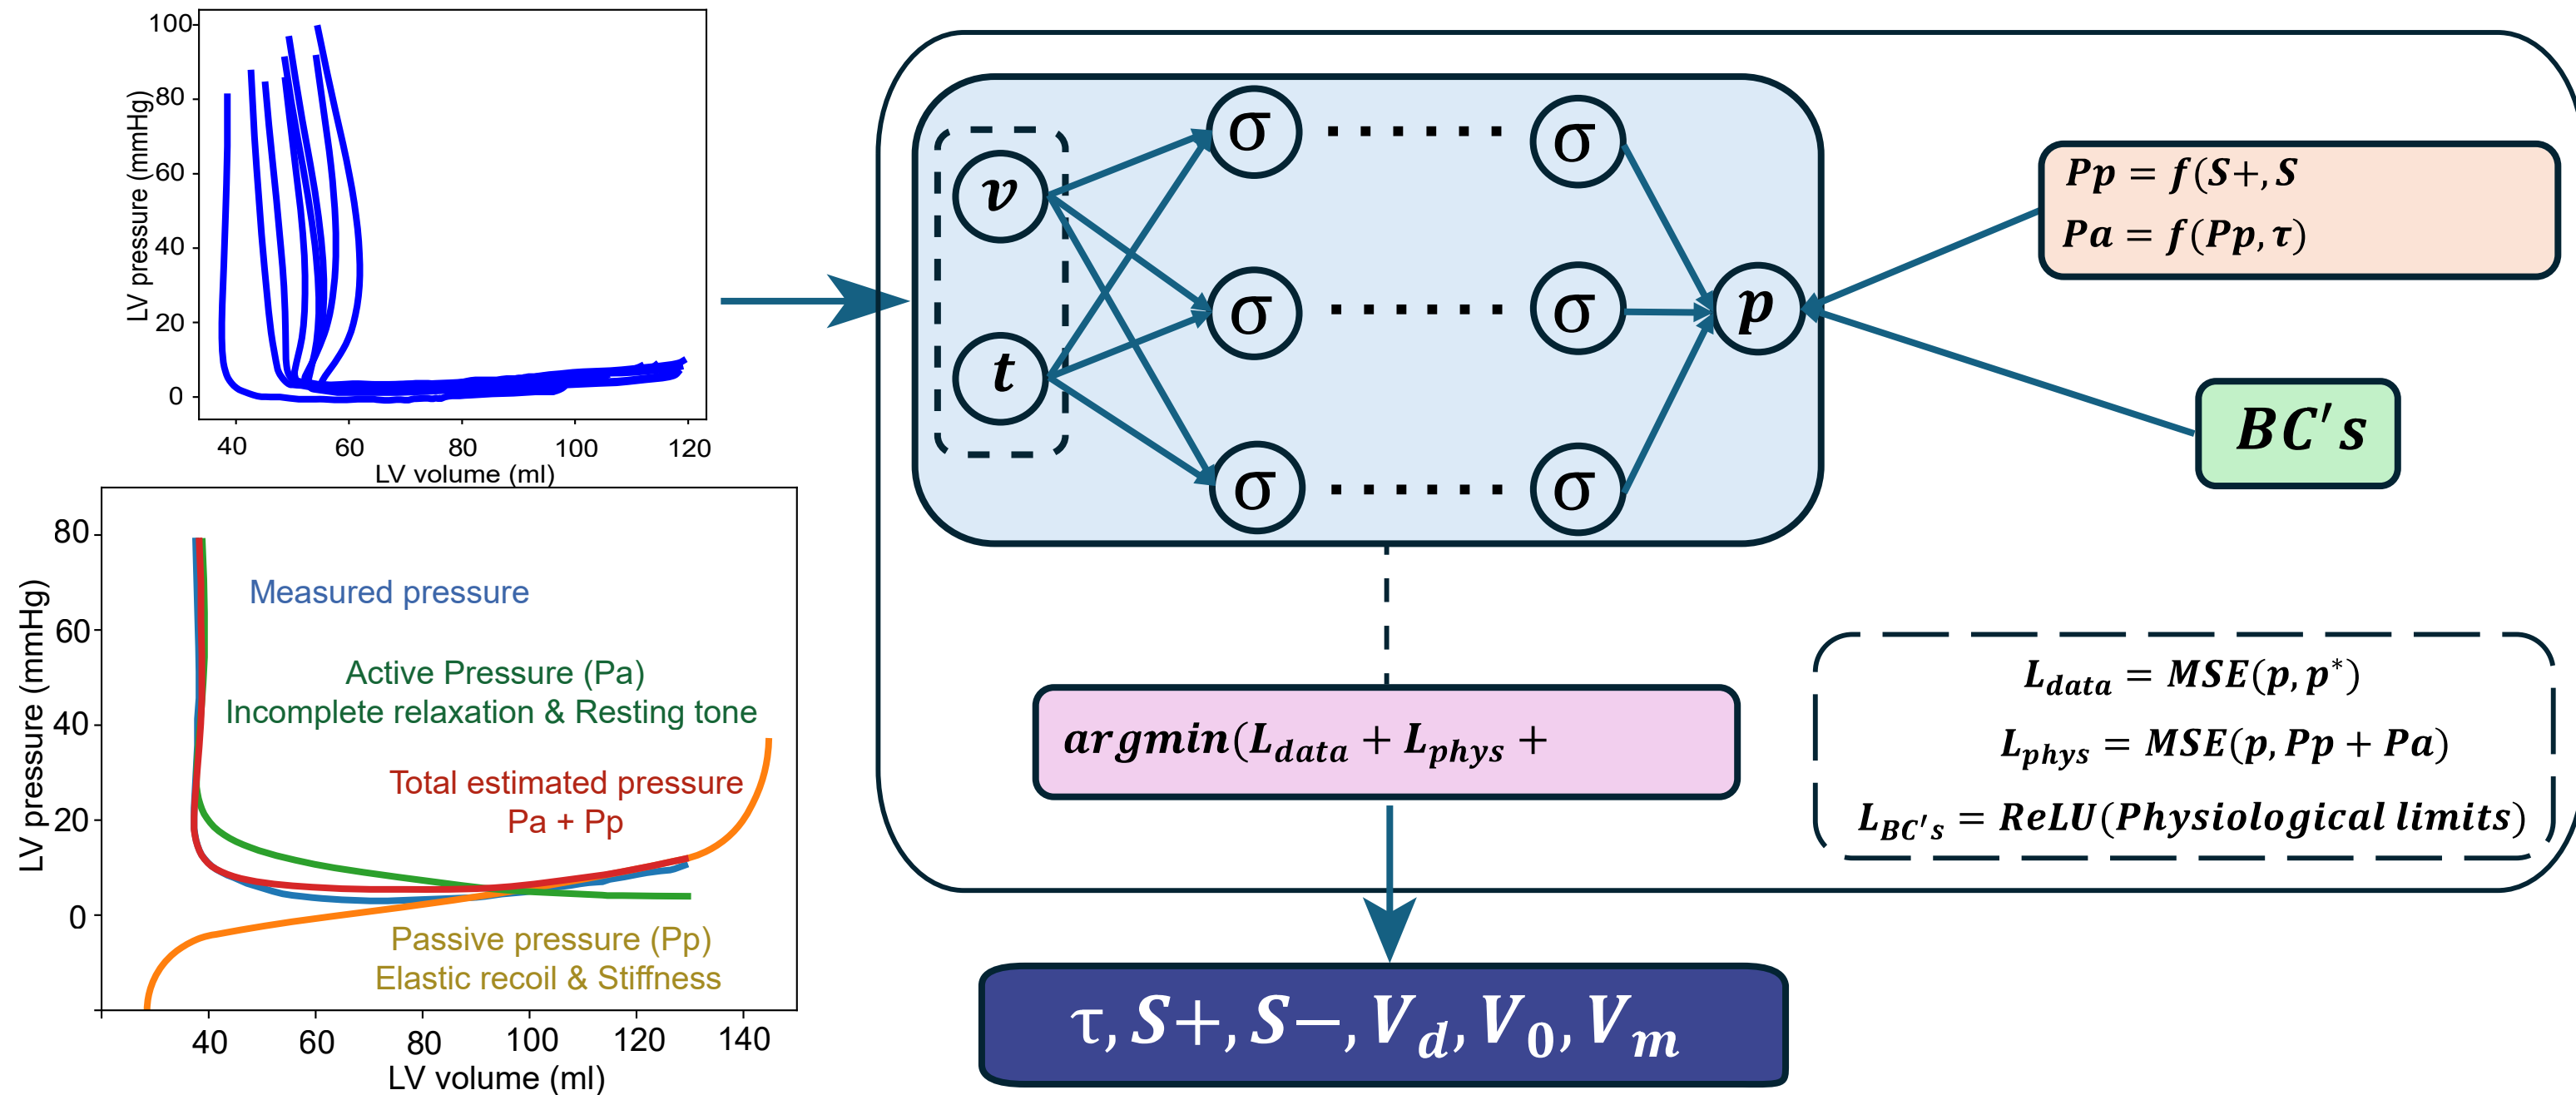 100
80
60
40
20
0
LV pressure (mmHg)
40 60 80 100 120
LV volume (ml)
80
60
40
20
0
LV pressure (mmHg)
Measured pressure
Active Pressure (Pa)
Incomplete relaxation & Resting tone
Total estimated pressure
Pa + Pp
Passive pressure (Pp)
Elastic recoil & Stiffness
40 60 80 100 120 140
LV volume (ml)
v
t
σ ······ σ
σ ······ σ
σ ······ σ
p
Pp = f(S+, S
Pa = f(Pp, τ)
BC's
argmin(L_data + L_phys +
L_data = MSE(p, p*)
L_phys = MSE(p, Pp + Pa)
L_BC's = ReLU(Physiological limits)
τ, S+, S−, V_d, V_0, V_m